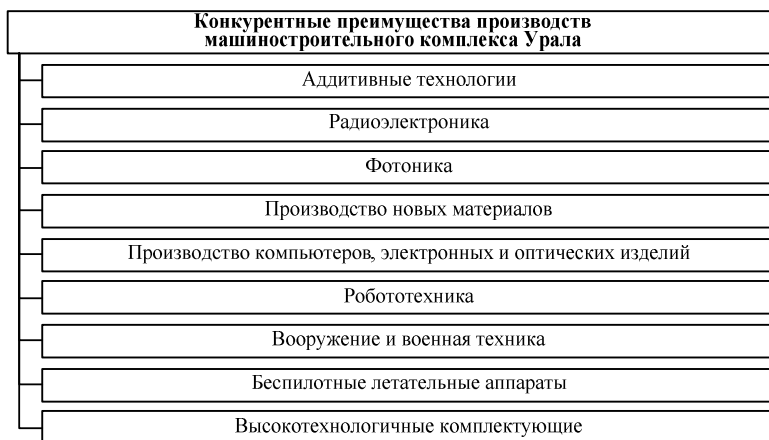 Конкурентные преимущества производств
машиностроительного комплекса Урала
Аддитивные технологии
Радиоэлектроника
Фотоника
Производство новых материалов
Производство компьютеров, электронных и оптических изделий
Робототехника
Вооружение и военная техника
Беспилотные летательные аппараты
Высокотехнологичные комплектующие